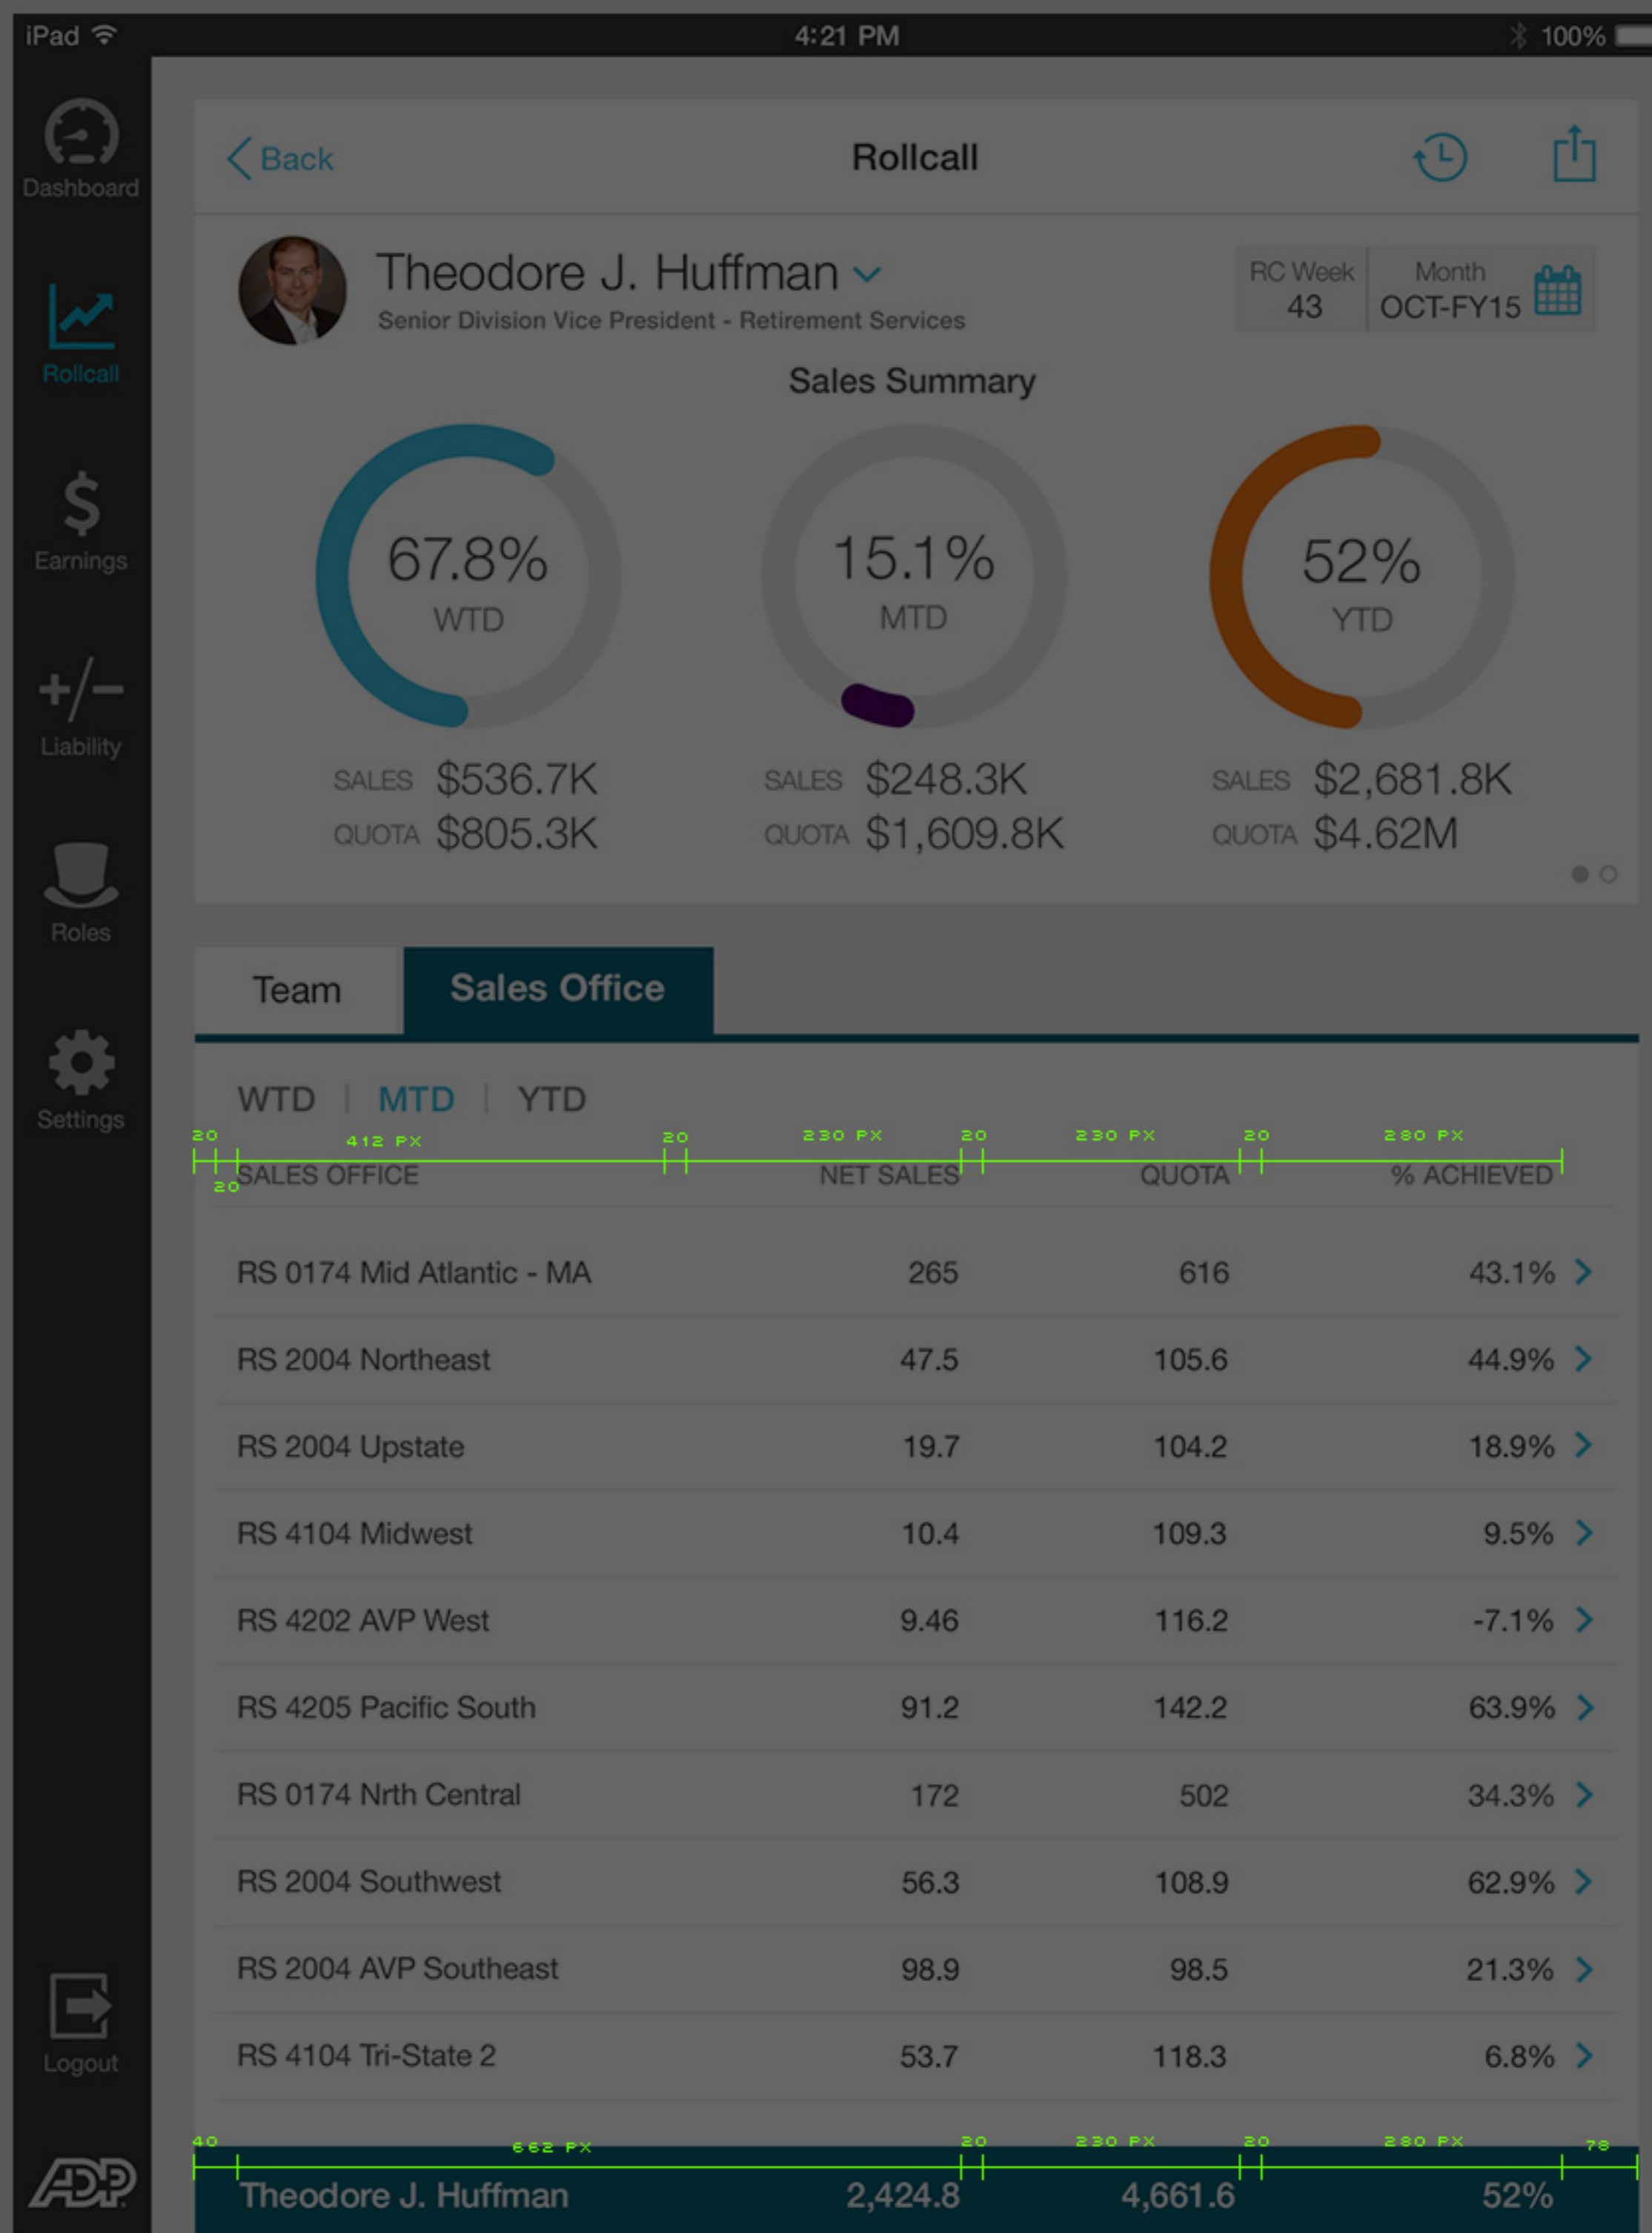 iPad 4:21 PM 100%
Dashboard
Rollcall
Earnings
Liability
Roles
Settings
Logout
ADP
Back Rollcall
Theodore J. Huffman
Senior Division Vice President - Retirement Services
RC Week Month
43 OCT-FY15
Sales Summary
67.8% 15.1% 52%
WTD MTD YTD
SALES $536.7K SALES $248.3K SALES $2,681.8K
QUOTA $805.3K QUOTA $1,609.8K QUOTA $4.62M
Team Sales Office
WTD | MTD | YTD
20 412 PX 20 230 PX 20 230 PX 20 280 PX
20 SALES OFFICE NET SALES QUOTA % ACHIEVED
RS 0174 Mid Atlantic - MA 265 616 43.1%
RS 2004 Northeast 47.5 105.6 44.9%
RS 2004 Upstate 19.7 104.2 18.9%
RS 4104 Midwest 10.4 109.3 9.5%
RS 4202 AVP West 9.46 116.2 -7.1%
RS 4205 Pacific South 91.2 142.2 63.9%
RS 0174 Nrth Central 172 502 34.3%
RS 2004 Southwest 56.3 108.9 62.9%
RS 2004 AVP Southeast 98.9 98.5 21.3%
RS 4104 Tri-State 2 53.7 118.3 6.8%
40 662 PX 20 230 PX 20 280 PX 78
Theodore J. Huffman 2,424.8 4,661.6 52%